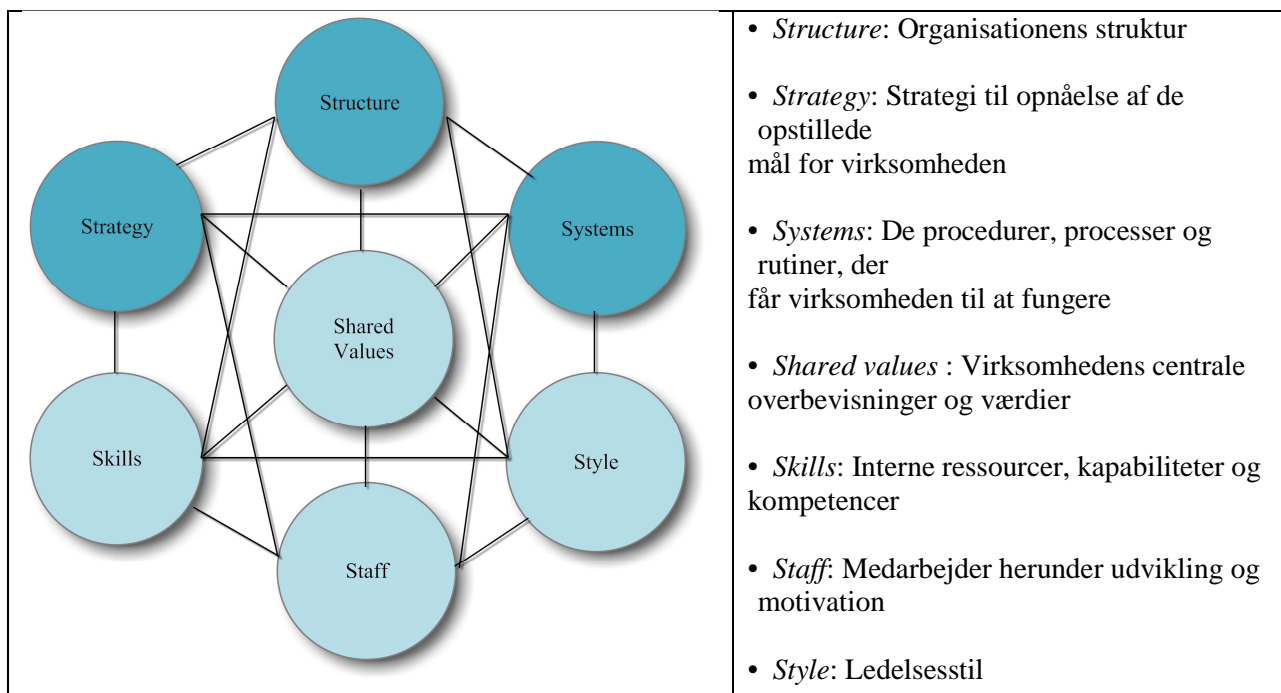 Structure
Strategy
Systems
Shared
Values
Skills
Style
Staff
• Structure: Organisationens struktur
• Strategy: Strategi til opnåelse af de
opstillede
mål for virksomheden
• Systems: De procedurer, processer og
rutiner, der
får virksomheden til at fungere
• Shared values : Virksomhedens centrale
overbevisninger og værdier
• Skills: Interne ressourcer, kapabiliteter og
kompetencer
• Staff: Medarbejder herunder udvikling og
motivation
• Style: Ledelsesstil